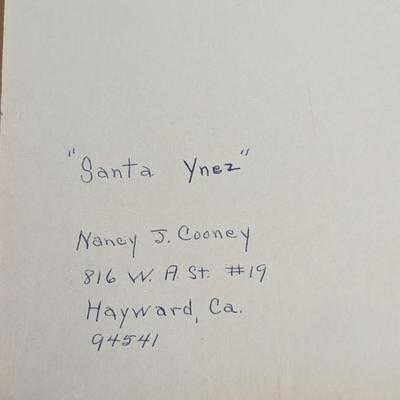 "Santa Ynez"
Nancy J. Cooney
816 W. A. St. #19
Hayward, Ca.
94541